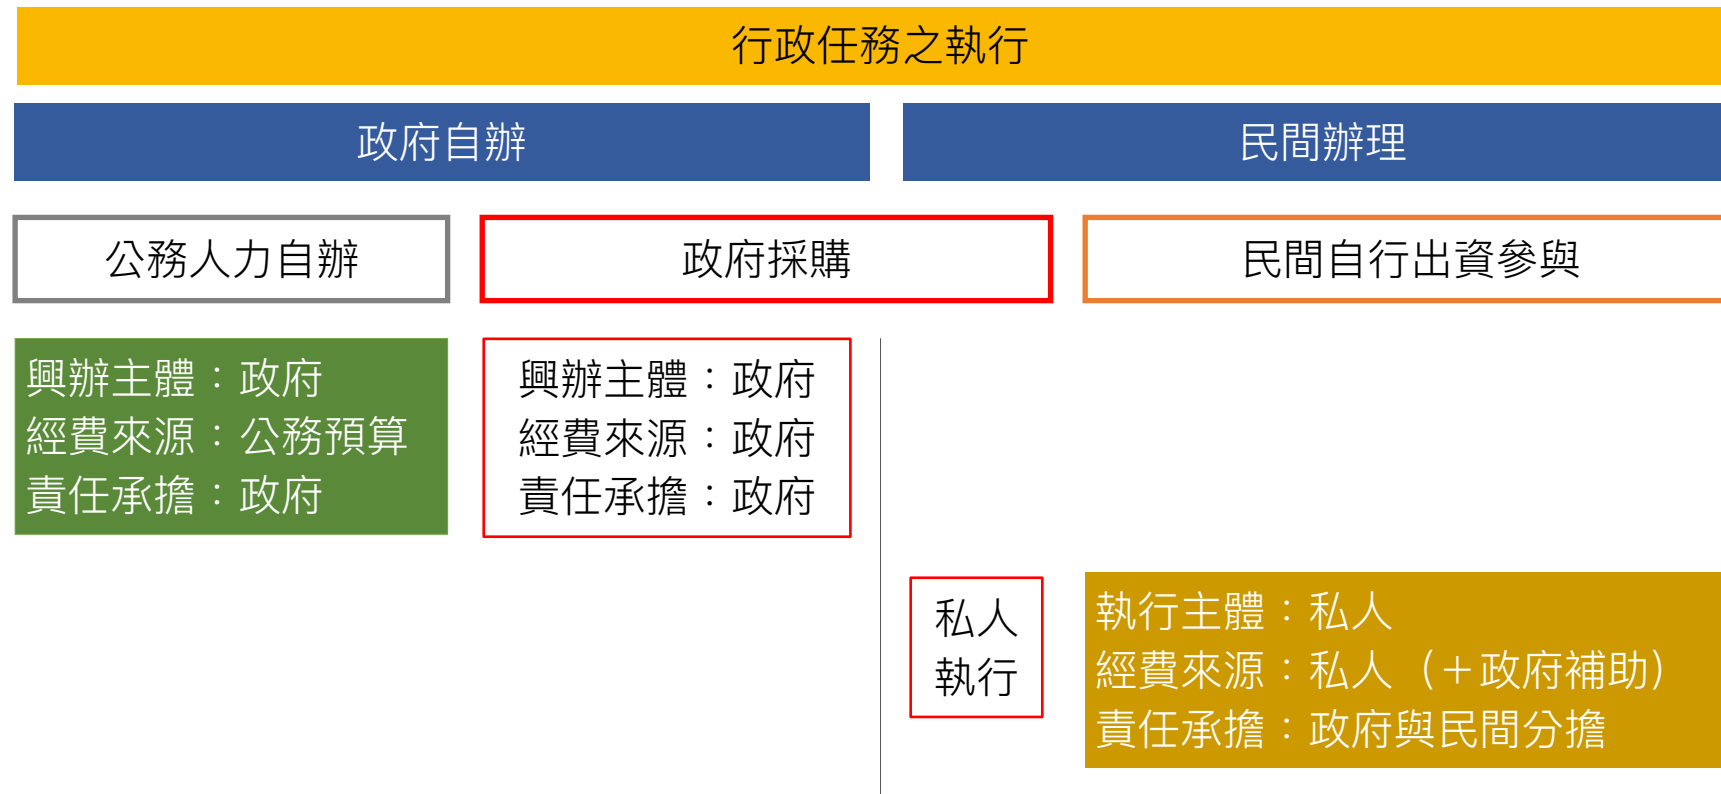 行政任務之執行
政府自辦
民間辦理
公務人力自辦
政府採購
民間自行出資參與
興辦主體：政府
經費來源：公務預算
責任承擔：政府
興辦主體：政府
經費來源：政府
責任承擔：政府
私人
執行
執行主體：私人
經費來源：私人（＋政府補助）
責任承擔：政府與民間分擔